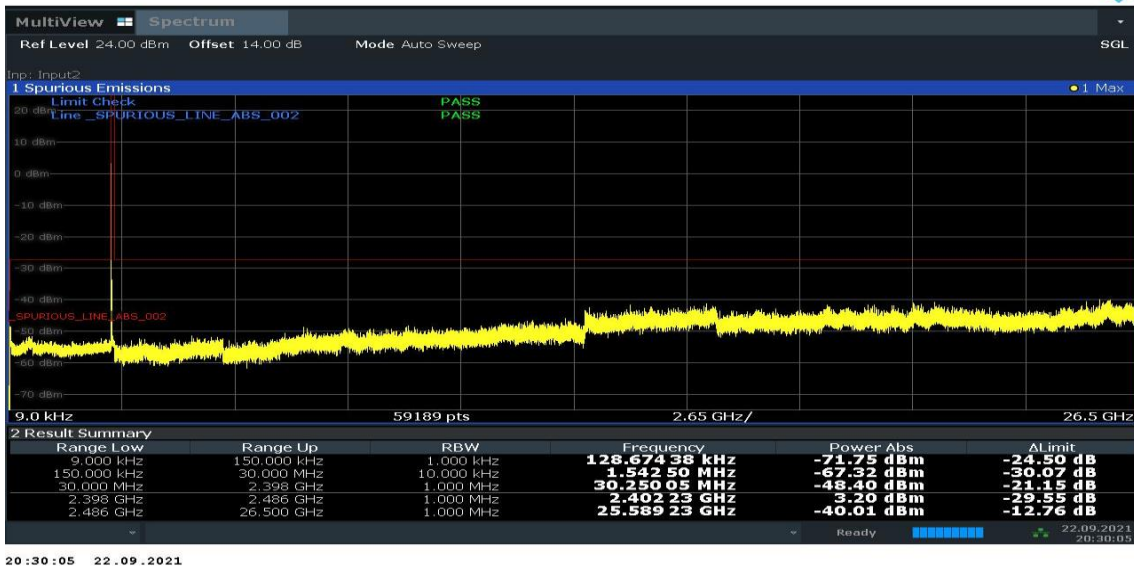 MultiView Spectrum
Ref Level 24.00 dBm Offset 14.00 dB Mode Auto Sweep SGL
Inp: Input2
1 Spurious Emissions 1 Max
Limit Check PASS
20 dBm
Line _SPURIOUS_LINE_ABS_002 PASS
10 dBm
0 dBm
-10 dBm
-20 dBm
-30 dBm
-40 dBm
_SPURIOUS_LINE_ABS_002
-50 dBm
-60 dBm
-70 dBm
9.0 kHz 59189 pts 2.65 GHz/ 26.5 GHz
2 Result Summary
Range Low Range Up RBW Frequency Power Abs ΔLimit
9.000 kHz 150.000 kHz 1.000 kHz 128.674 38 kHz -71.75 dBm -24.50 dB
150.000 kHz 30.000 MHz 10.000 kHz 1.542 50 MHz -67.32 dBm -30.07 dB
30.000 MHz 2.398 GHz 1.000 MHz 30.250 05 MHz -48.40 dBm -21.15 dB
2.398 GHz 2.486 GHz 1.000 MHz 2.402 23 GHz 3.20 dBm -29.55 dB
2.486 GHz 26.500 GHz 1.000 MHz 25.589 23 GHz -40.01 dBm -12.76 dB
Ready 22.09.2021
20:30:05
20:30:05 22.09.2021